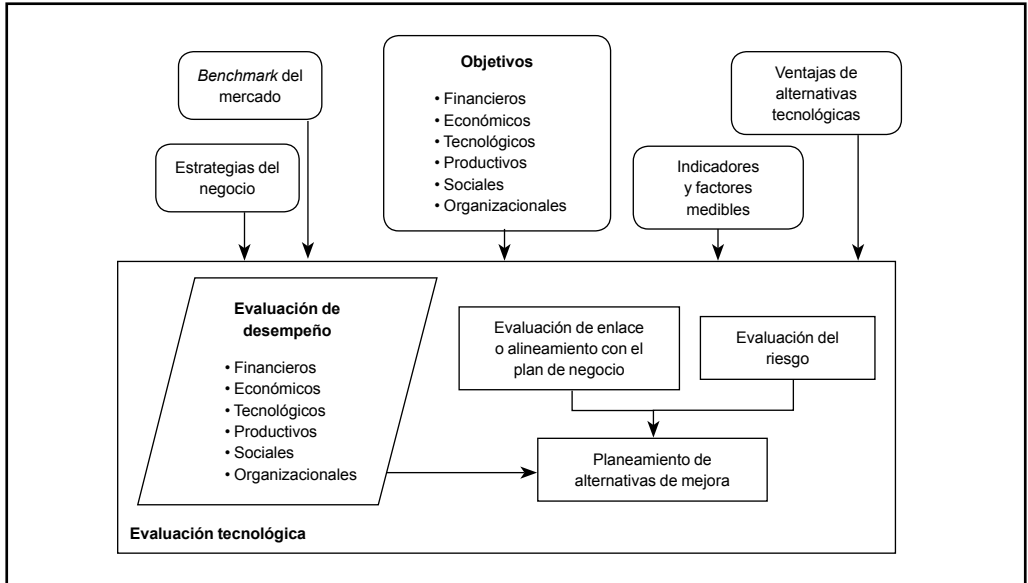 Benchmark del
mercado
Estrategias del
negocio
Objetivos
• Financieros
• Económicos
• Tecnológicos
• Productivos
• Sociales
• Organizacionales
Indicadores
y factores
medibles
Ventajas de
alternativas
tecnológicas
Evaluación de
desempeño
• Financieros
• Económicos
• Tecnológicos
• Productivos
• Sociales
• Organizacionales
Evaluación de enlace
o alineamiento con el
plan de negocio
Evaluación del
riesgo
Planeamiento de
alternativas de mejora
Evaluación tecnológica